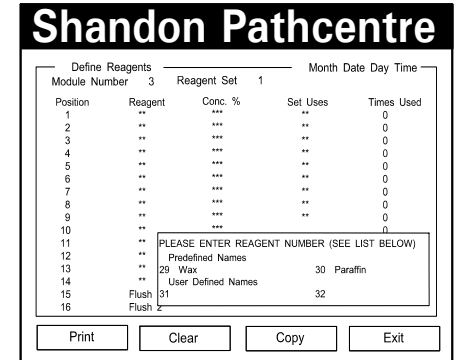 Shandon Pathcentre
Define Reagents Month Date Day Time
Module Number 3 Reagent Set 1
Position Reagent Conc. % Set Uses Times Used
1 ** *** ** 0
2 ** *** ** 0
3 ** *** ** 0
4 ** *** ** 0
5 ** *** ** 0
6 ** *** ** 0
7 ** *** ** 0
8 ** *** ** 0
9 ** *** ** 0
10 ** *** 0
11 **
12 **
13 **
14 **
15 Flush
16 Flush 2
PLEASE ENTER REAGENT NUMBER (SEE LIST BELOW)
Predefined Names
29 Wax 30 Paraffin
User Defined Names
31 32
Print Clear Copy Exit